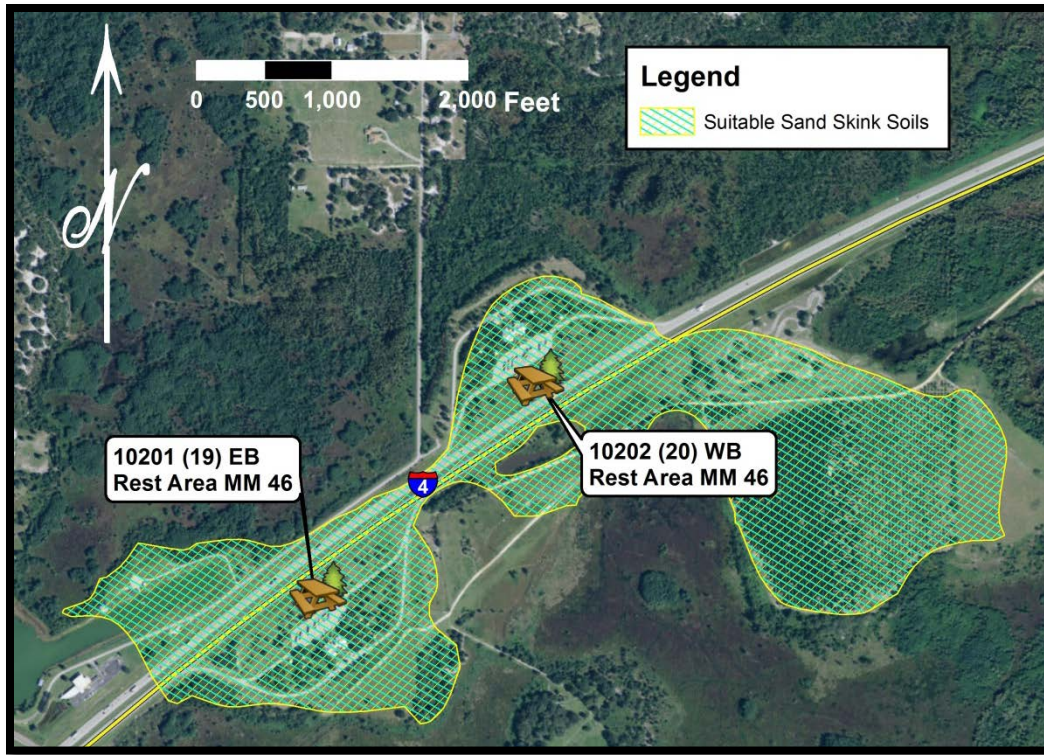 N
0 500 1,000 2,000 Feet
Legend
Suitable Sand Skink Soils
10201 (19) EB
Rest Area MM 46
4
10202 (20) WB
Rest Area MM 46